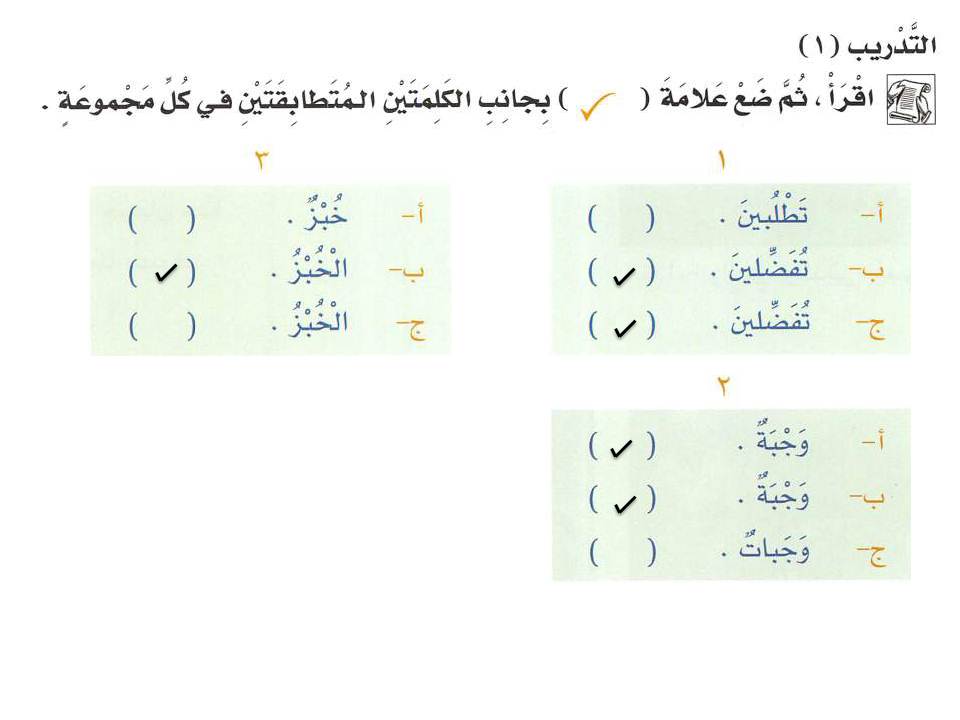 التَّدْريب (١)
اقْرَأْ ، ثُمَّ ضَعْ عَلامَةَ ( ✓ ) بِجانِبِ الكَلِمَتَيْنِ المُتَطابِقَتَيْنِ في كُلِّ مَجْموعَةٍ .
١
أ- تَطْلُبينَ . ( )
ب- تُفَضِّلينَ . ( ✓ )
ج- تُفَضِّلينَ . ( ✓ )
٢
أ- وَجْبَةٌ . ( ✓ )
ب- وَجْبَةٌ . ( ✓ )
ج- وَجَباتٌ . ( )
٣
أ- خُبْزٌ . ( )
ب- الْخُبْزُ . ( ✓ )
ج- الْخُبْزُ . ( )